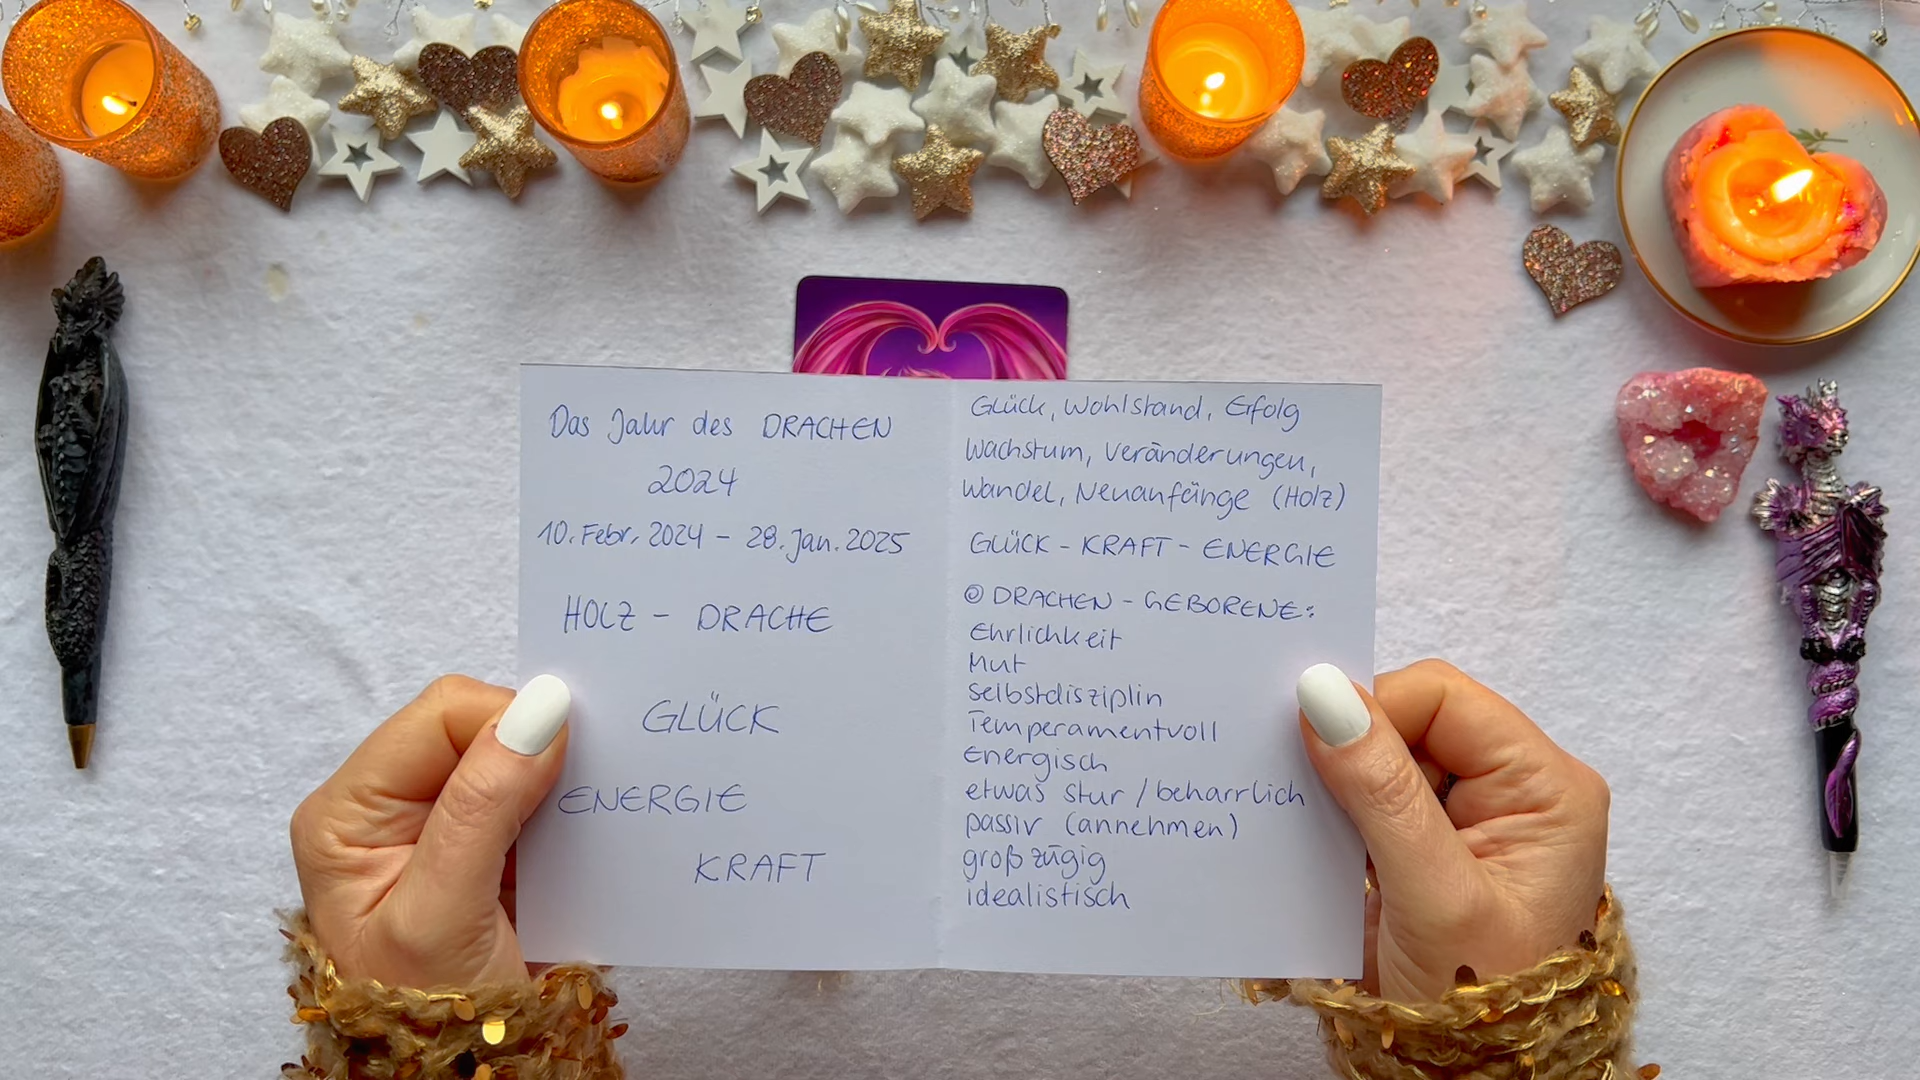 Das Jahr des DRACHEN
2024
10. Febr. 2024 - 28. Jan. 2025
HOLZ - DRACHE
GLÜCK
ENERGIE
KRAFT
Glück, Wohlstand, Erfolg
Wachstum, Veränderungen,
Wandel, Neuanfänge (Holz)
GLÜCK - KRAFT - ENERGIE
DRACHEN - GEBORENE:
Ehrlichkeit
Mut
Selbstdisziplin
Temperamentvoll
Energisch
etwas stur / beharrlich
passiv (annehmen)
großzügig
idealistisch